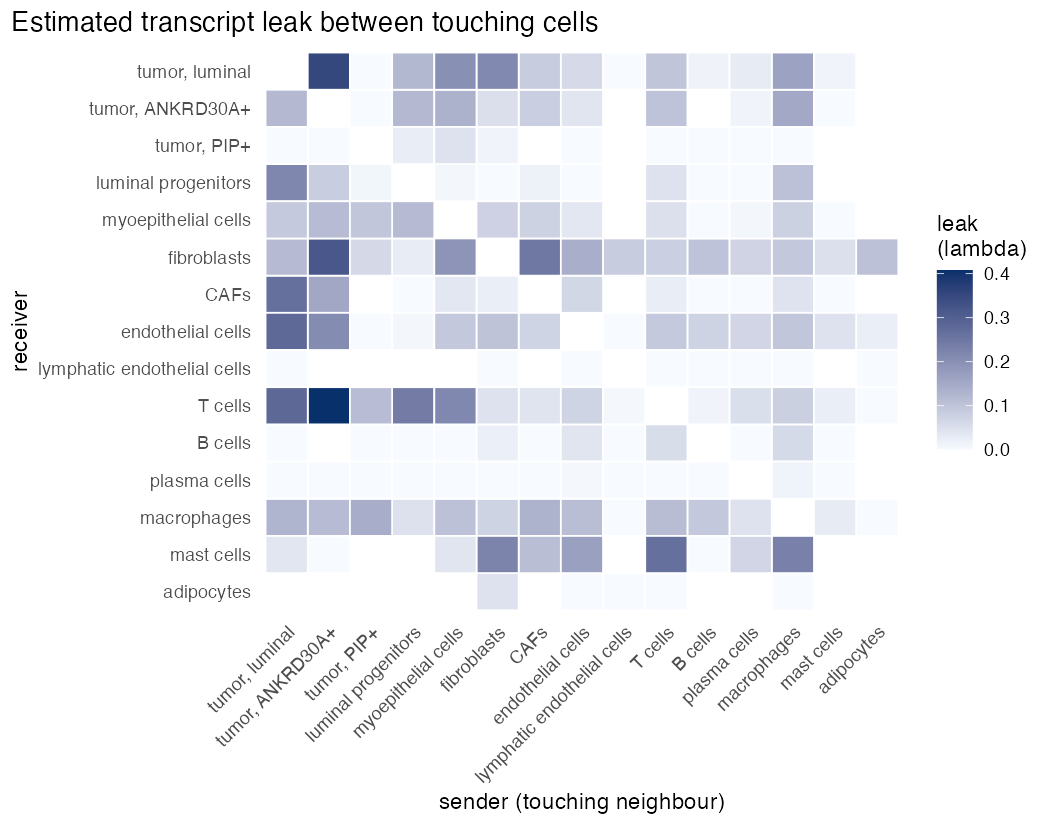 Estimated transcript leak between touching cells
tumor, luminal
tumor, ANKRD30A+
tumor, PIP+
luminal progenitors
myoepithelial cells
fibroblasts
CAFs
endothelial cells
lymphatic endothelial cells
T cells
B cells
plasma cells
macrophages
mast cells
adipocytes
receiver
tumor, luminal
tumor, ANKRD30A+
tumor, PIP+
luminal progenitors
myoepithelial cells
fibroblasts
CAFs
endothelial cells
lymphatic endothelial cells
T cells
B cells
plasma cells
macrophages
mast cells
adipocytes
sender (touching neighbour)
leak
(lambda)
0.4
0.3
0.2
0.1
0.0